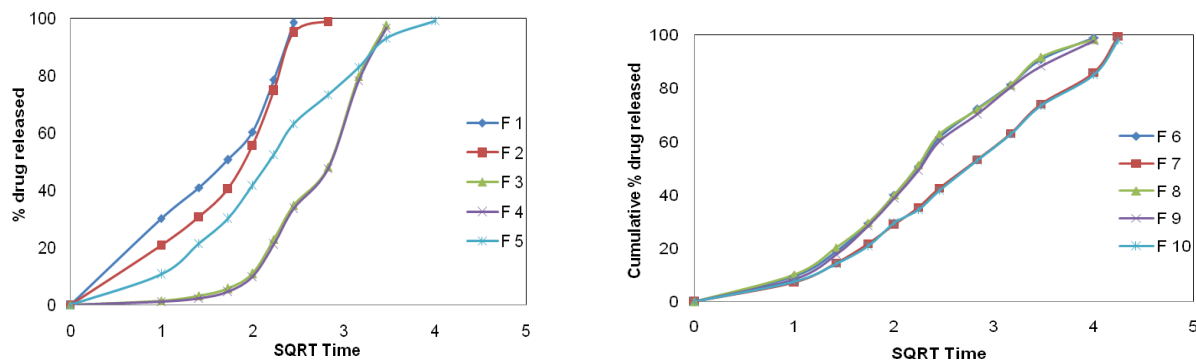 % drug released
100
80
60
40
20
0
0 1 2 3 4 5
SQRT Time
F 1
F 2
F 3
F 4
F 5
Cumulative % drug released
100
80
60
40
20
0
0 1 2 3 4 5
SQRT Time
F 6
F 7
F 8
F 9
F 10